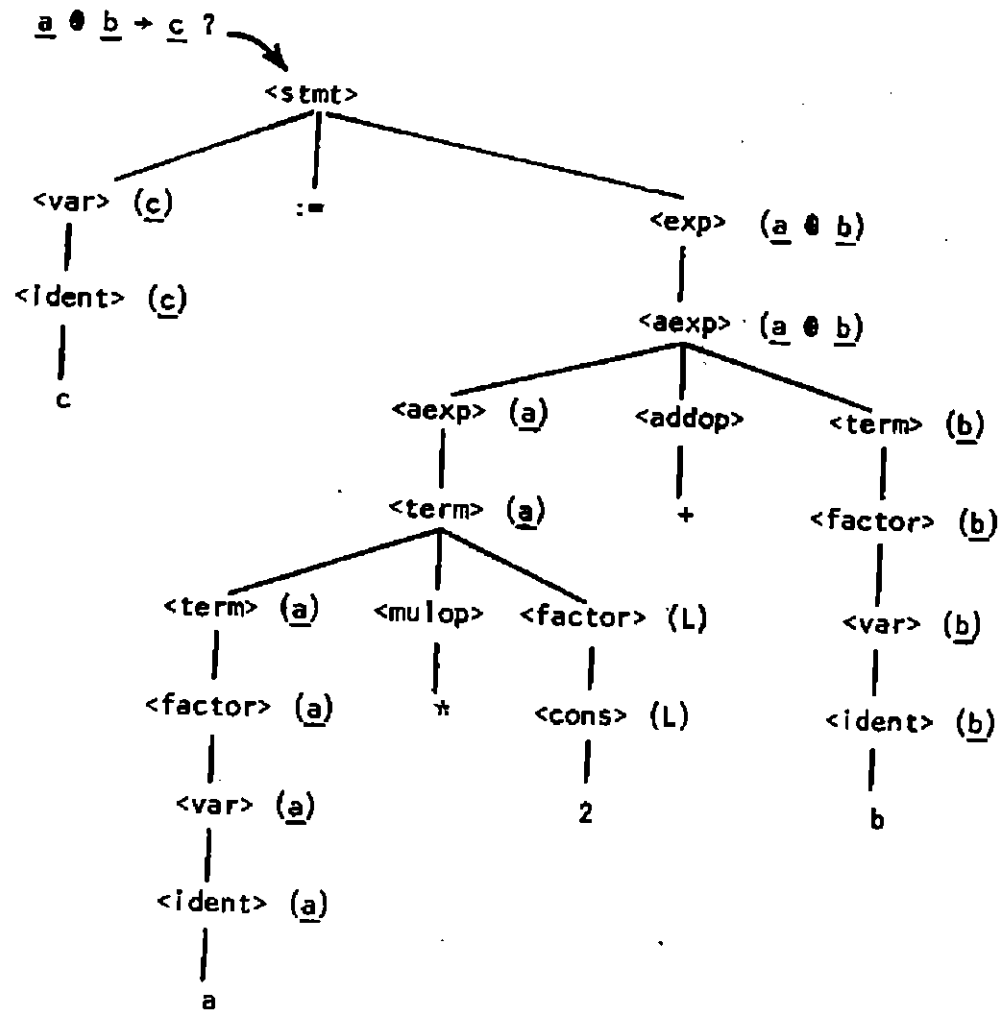 a ⊕ b → c ?
<stmt>
<var> (c) := <exp> (a ⊕ b)
<ident> (c) <aexp> (a ⊕ b)
c <aexp> (a) <addop> <term> (b)
<term> (a) + <factor> (b)
<term> (a) <mulop> <factor> (L) <var> (b)
<factor> (a) * <cons> (L) <ident> (b)
<var> (a) 2 b
<ident> (a)
a